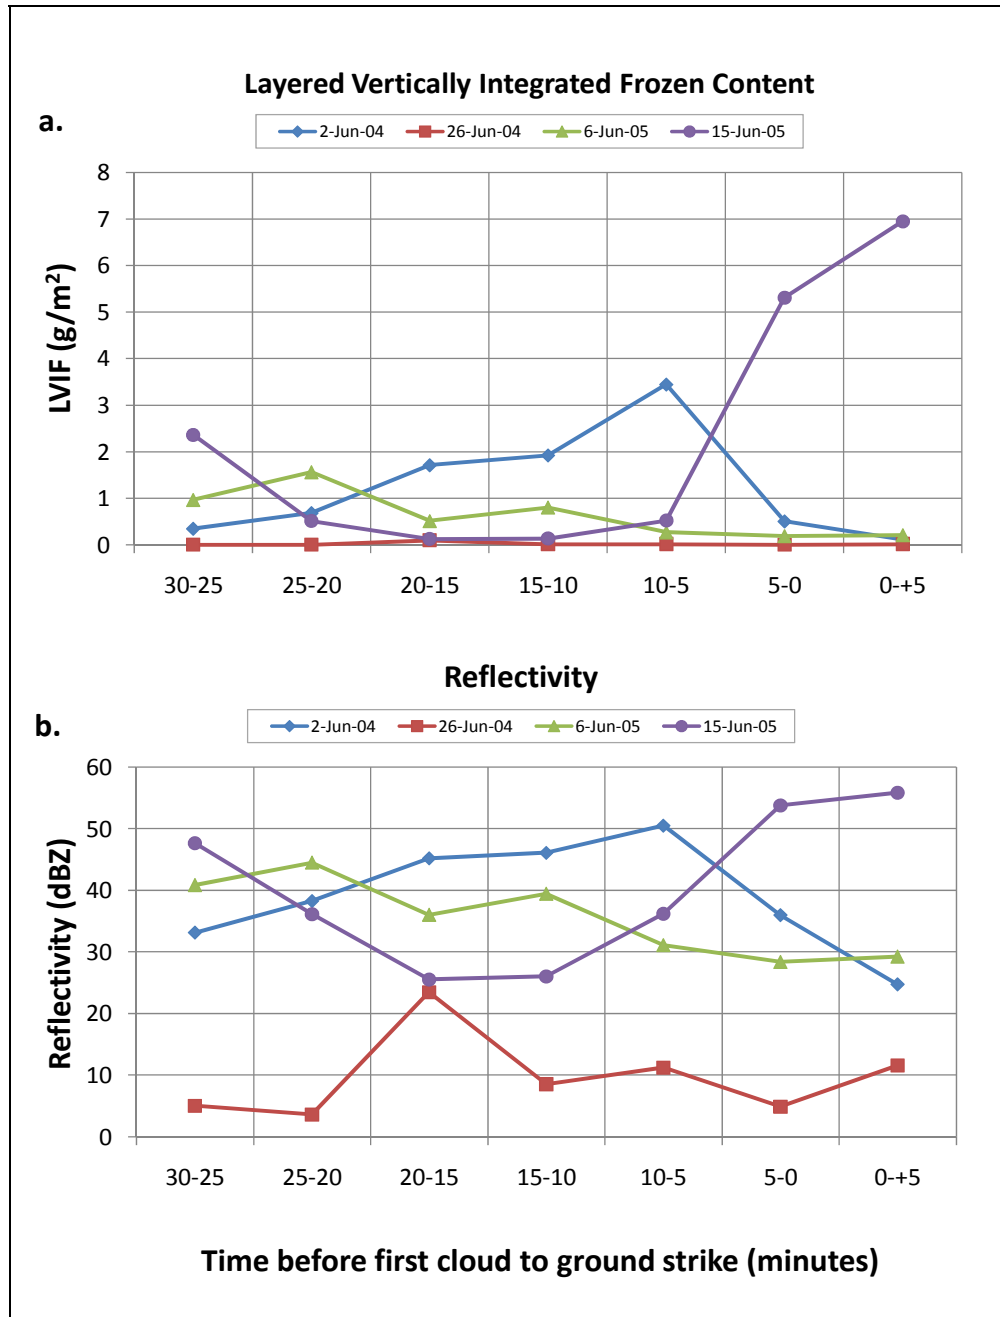 Layered Vertically Integrated Frozen Content
a.
2-Jun-04 26-Jun-04 6-Jun-05 15-Jun-05
LVIF (g/m²)
8
7
6
5
4
3
2
1
0
30-25 25-20 20-15 15-10 10-5 5-0 0-+5
Reflectivity
b.
2-Jun-04 26-Jun-04 6-Jun-05 15-Jun-05
Reflectivity (dBZ)
60
50
40
30
20
10
0
30-25 25-20 20-15 15-10 10-5 5-0 0-+5
Time before first cloud to ground strike (minutes)